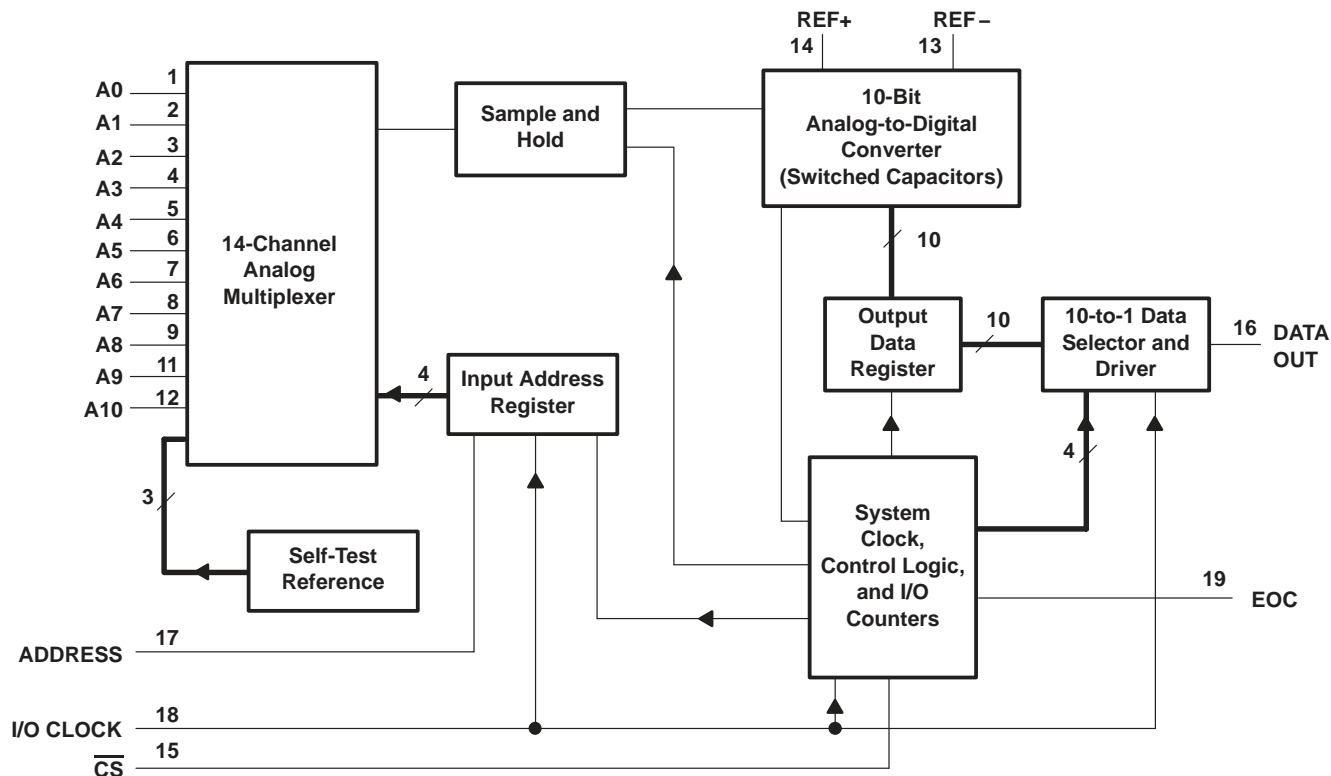 REF+
REF–
14
13
A0
1
A1
2
A2
3
A3
4
A4
5
A5
6
A6
7
A7
8
A8
9
A9
11
A10
12
14-Channel
Analog
Multiplexer
Sample and
Hold
10-Bit
Analog-to-Digital
Converter
(Switched Capacitors)
10
Output
Data
Register
10
10-to-1 Data
Selector and
Driver
16
DATA
OUT
4
Input Address
Register
4
3
Self-Test
Reference
System
Clock,
Control Logic,
and I/O
Counters
19
EOC
ADDRESS
17
I/O CLOCK
18
CS
15